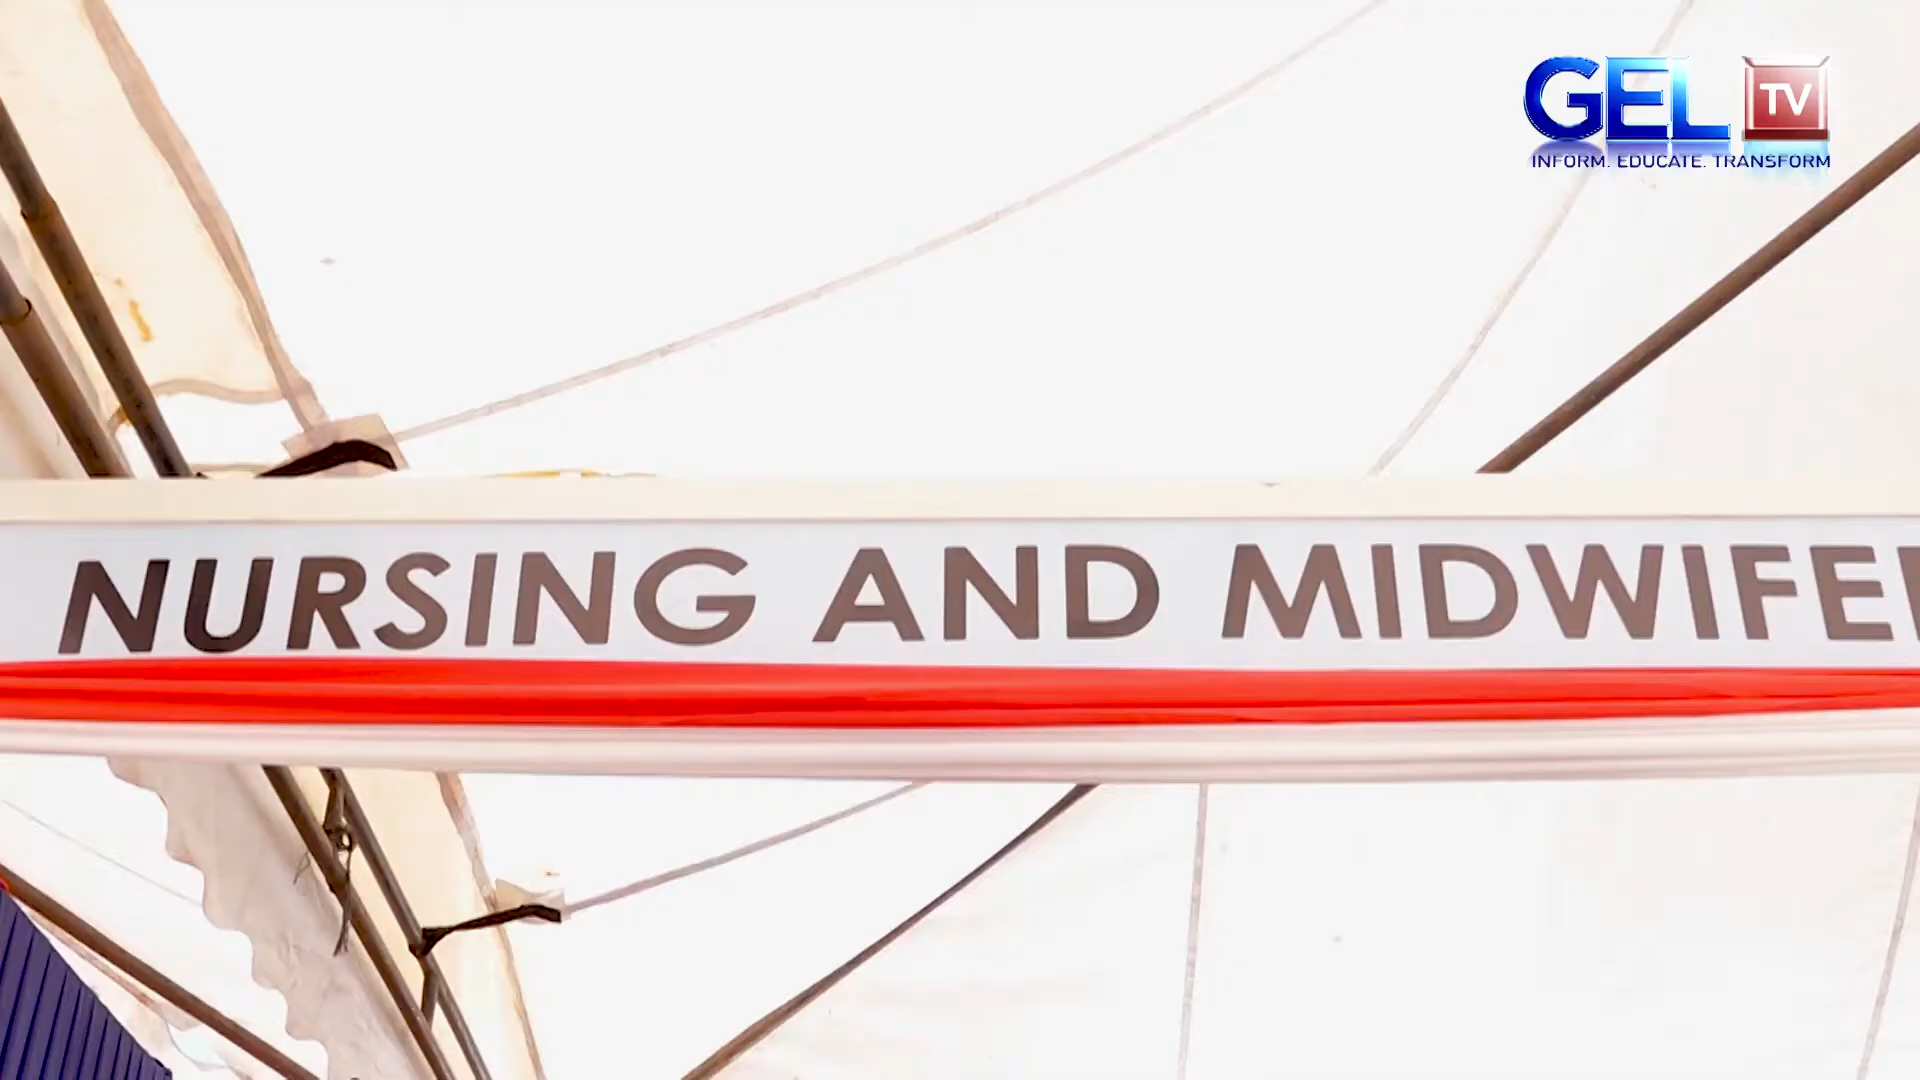 GEL TV
INFORM. EDUCATE. TRANSFORM
NURSING AND MIDWIFE